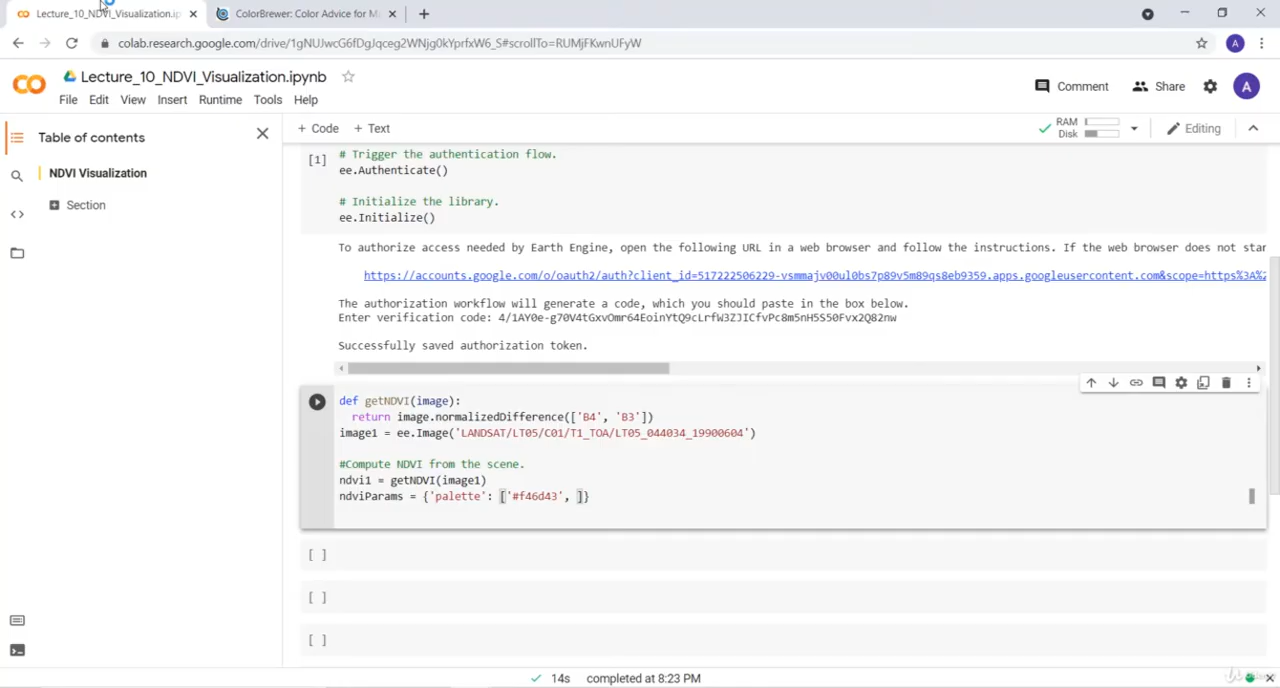 Lecture_10_NDVI_Visualization.ip
ColorBrewer: Color Advice for M
colab.research.google.com/drive/1gNUJwcG6fDgJqceg2WNjg0kYprfxW6_S#scrollTo=RUMjFKwnUFyW
A
CO
Lecture_10_NDVI_Visualization.ipynb
Comment
Share
A
File Edit View Insert Runtime Tools Help
Table of contents
+ Code + Text
RAM
Disk
Editing
NDVI Visualization
Section
[1]
# Trigger the authentication flow.
ee.Authenticate()
# Initialize the library.
ee.Initialize()
To authorize access needed by Earth Engine, open the following URL in a web browser and follow the instructions. If the web browser does not star
https://accounts.google.com/o/oauth2/auth?client_id=517222506229-vsmmajv00ul0bs7p89v5m89qs8eb9359.apps.googleusercontent.com&scope=https%3A%2
The authorization workflow will generate a code, which you should paste in the box below.
Enter verification code: 4/1AY0e-g70V4tGxvOmr64EoinYtQ9cLrfW3ZJICfvPc8m5nH5S50Fvx2Q82nw
Successfully saved authorization token.
def getNDVI(image):
return image.normalizedDifference(['B4', 'B3'])
image1 = ee.Image('LANDSAT/LT05/C01/T1_TOA/LT05_044034_19900604')
#Compute NDVI from the scene.
ndvi1 = getNDVI(image1)
ndviParams = {'palette': ['#f46d43', ]}
[ ]
[ ]
[ ]
14s completed at 8:23 PM